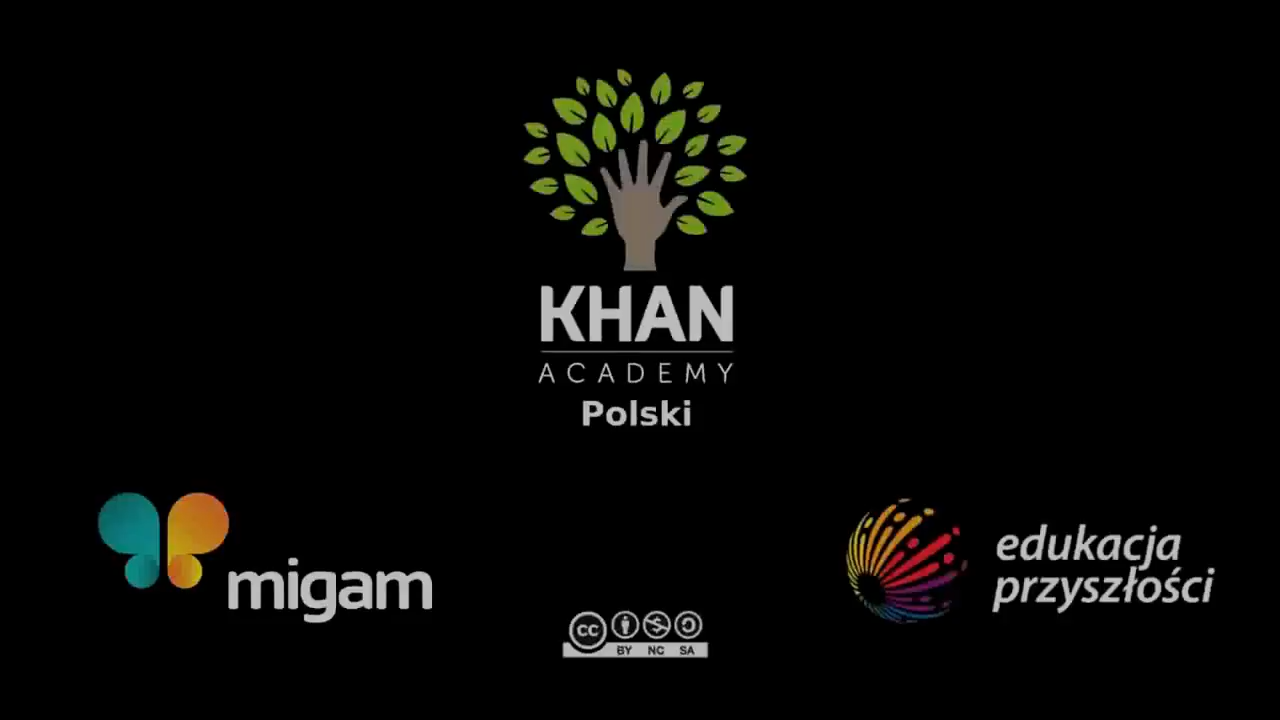 KHAN
ACADEMY
Polski
migam
edukacja
przyszłości
cc
BY NC SA